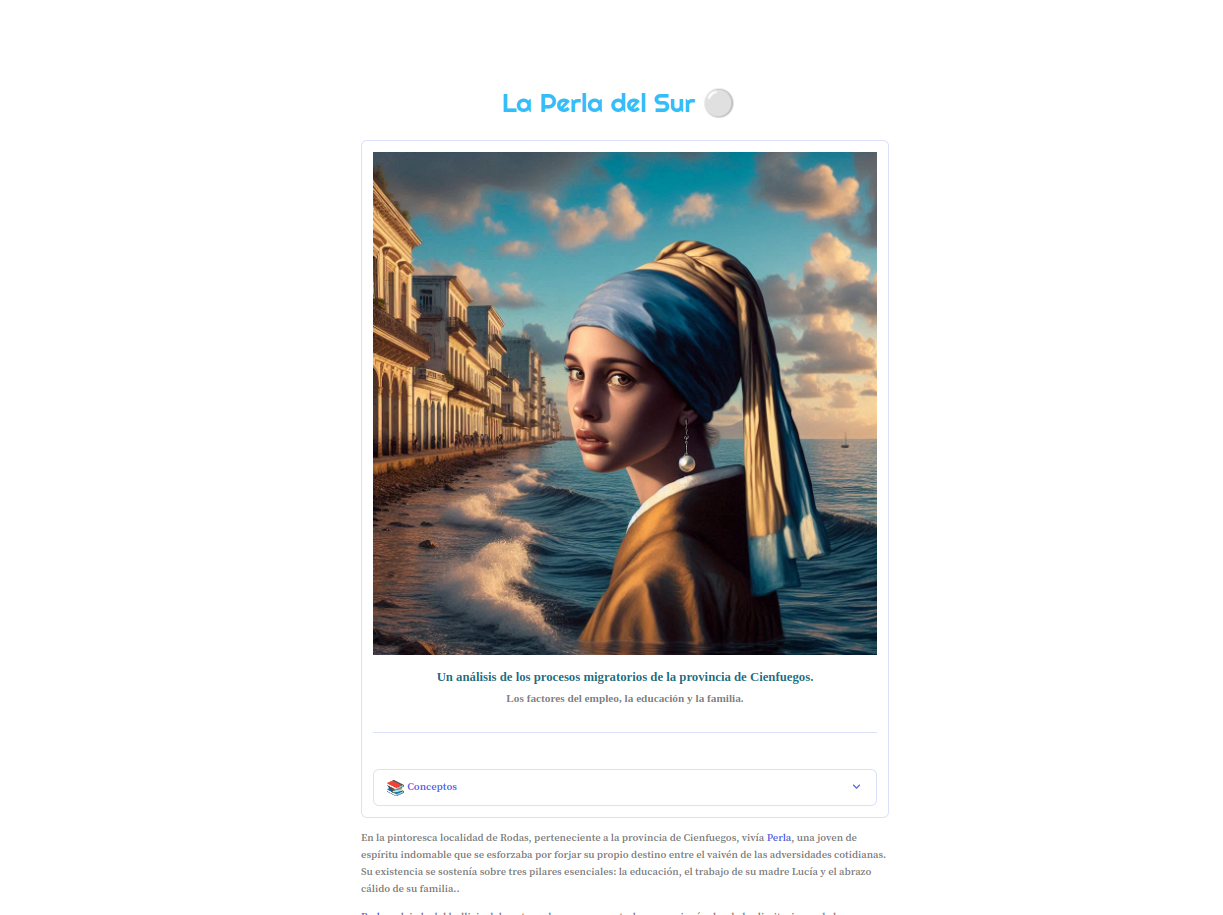 La Perla del Sur
Un análisis de los procesos migratorios de la provincia de Cienfuegos.
Los factores del empleo, la educación y la familia.
Conceptos
En la pintoresca localidad de Rodas, perteneciente a la provincia de Cienfuegos, vivía Perla, una joven de
espíritu indomable que se esforzaba por forjar su propio destino entre el vaivén de las adversidades cotidianas.
Su existencia se sostenía sobre tres pilares esenciales: la educación, el trabajo de su madre Lucía y el abrazo
cálido de su familia..